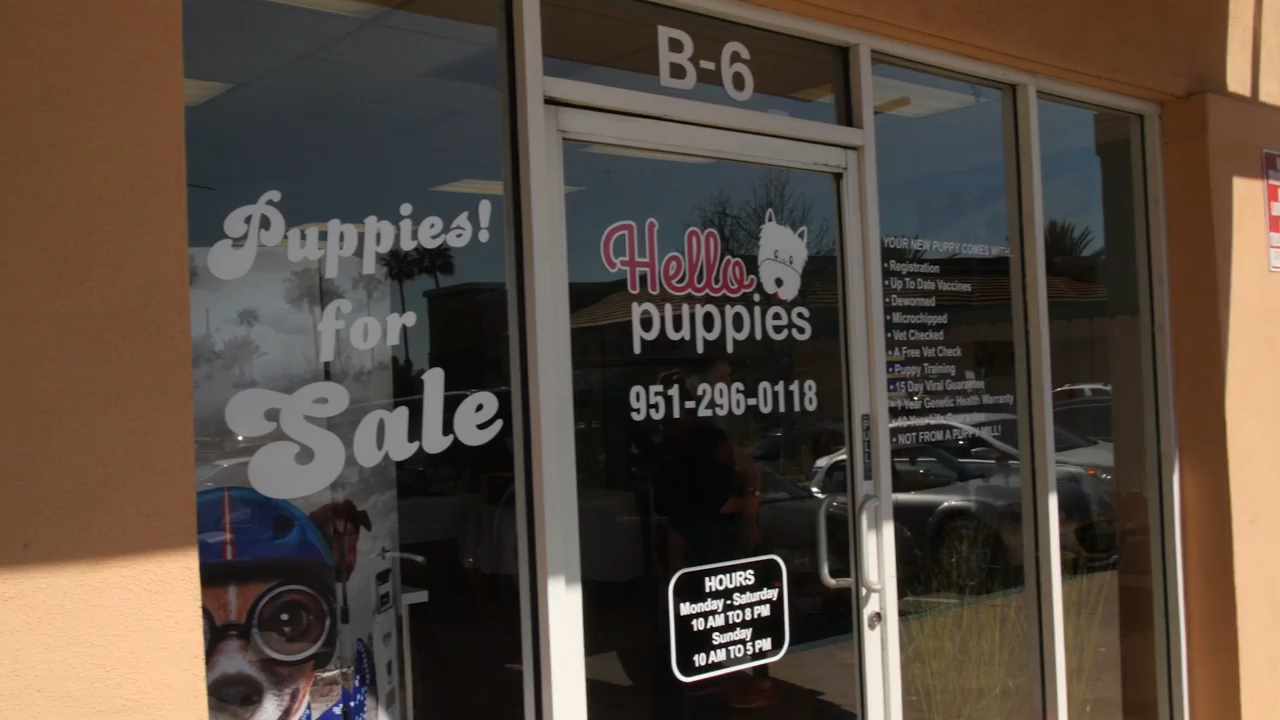 B-6
Puppies!
for
Sale
Hello
puppies
951-296-0118
HOURS
Monday - Saturday
10 AM TO 8 PM
Sunday
10 AM TO 5 PM
YOUR NEW PUPPY COMES WITH
• Registration
• Up To Date Vaccines
• Dewormed
• Microchipped
• Vet Checked
• A Free Vet Check
• Puppy Training
• 15 Day Viral Guarantee
• 1 Year Genetic Health Warranty
• NOT FROM A PUPPY MILL!
PULL